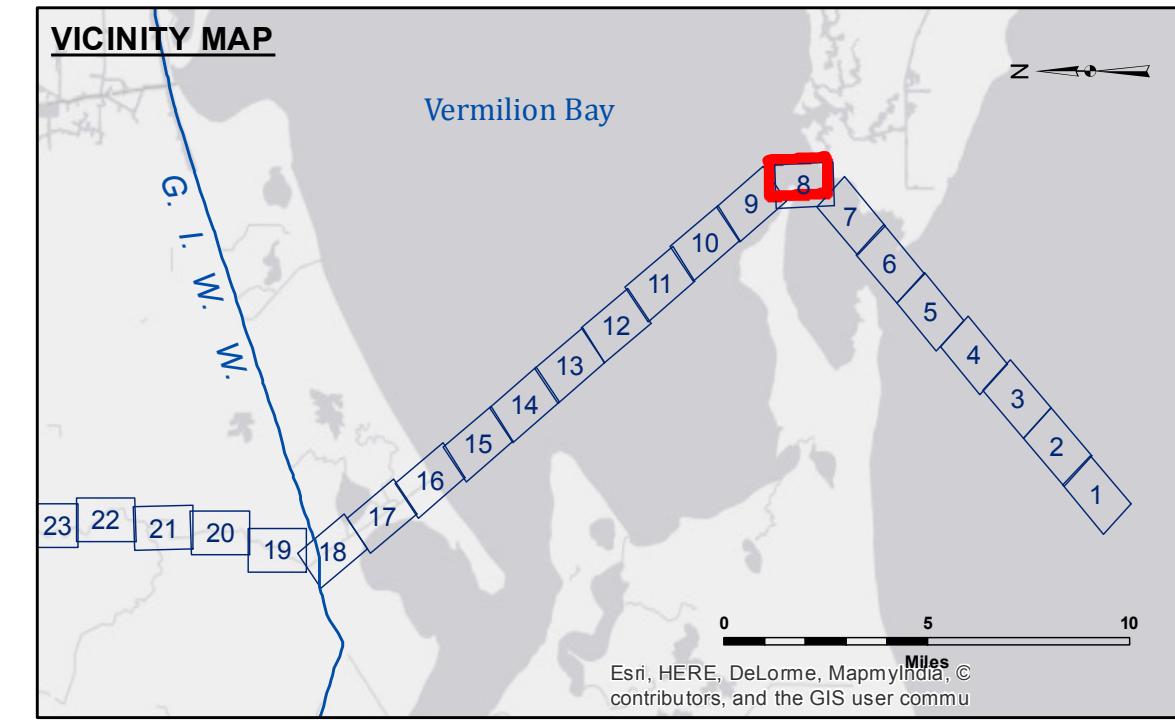 VICINITY MAP
N
Vermilion Bay
G. I. W. W.
8
9
7
10
6
11
5
12
4
13
3
14
2
15
1
16
17
23
22
21
20
19
18
0 5 10
Miles
Esri, HERE, DeLorme, MapmyIndia, ©
contributors, and the GIS user commu